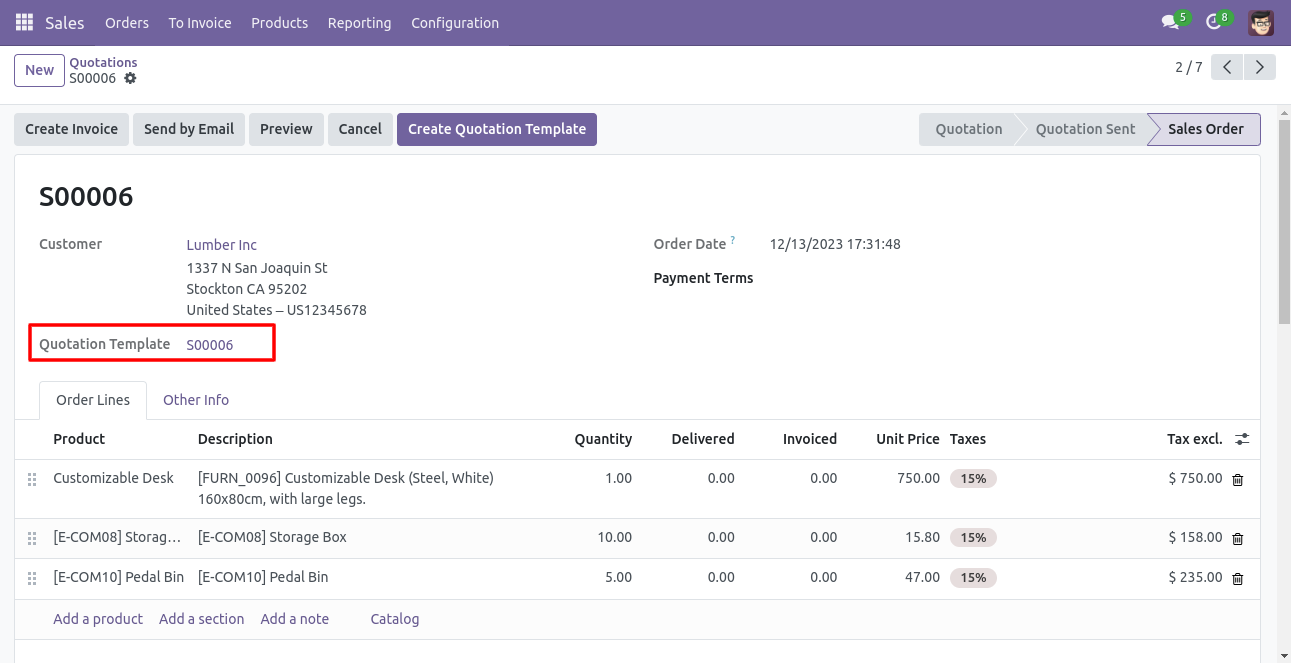 Sales Orders To Invoice Products Reporting Configuration 5 8
New Quotations
S00006 2 / 7
Create Invoice Send by Email Preview Cancel Create Quotation Template Quotation Quotation Sent Sales Order
S00006
Customer Lumber Inc Order Date ? 12/13/2023 17:31:48
1337 N San Joaquin St Payment Terms
Stockton CA 95202
United States – US12345678
Quotation Template S00006
Order Lines Other Info
Product Description Quantity Delivered Invoiced Unit Price Taxes Tax excl.
Customizable Desk [FURN_0096] Customizable Desk (Steel, White) 1.00 0.00 0.00 750.00 15% $ 750.00
160x80cm, with large legs.
[E-COM08] Storag... [E-COM08] Storage Box 10.00 0.00 0.00 15.80 15% $ 158.00
[E-COM10] Pedal Bin [E-COM10] Pedal Bin 5.00 0.00 0.00 47.00 15% $ 235.00
Add a product Add a section Add a note Catalog